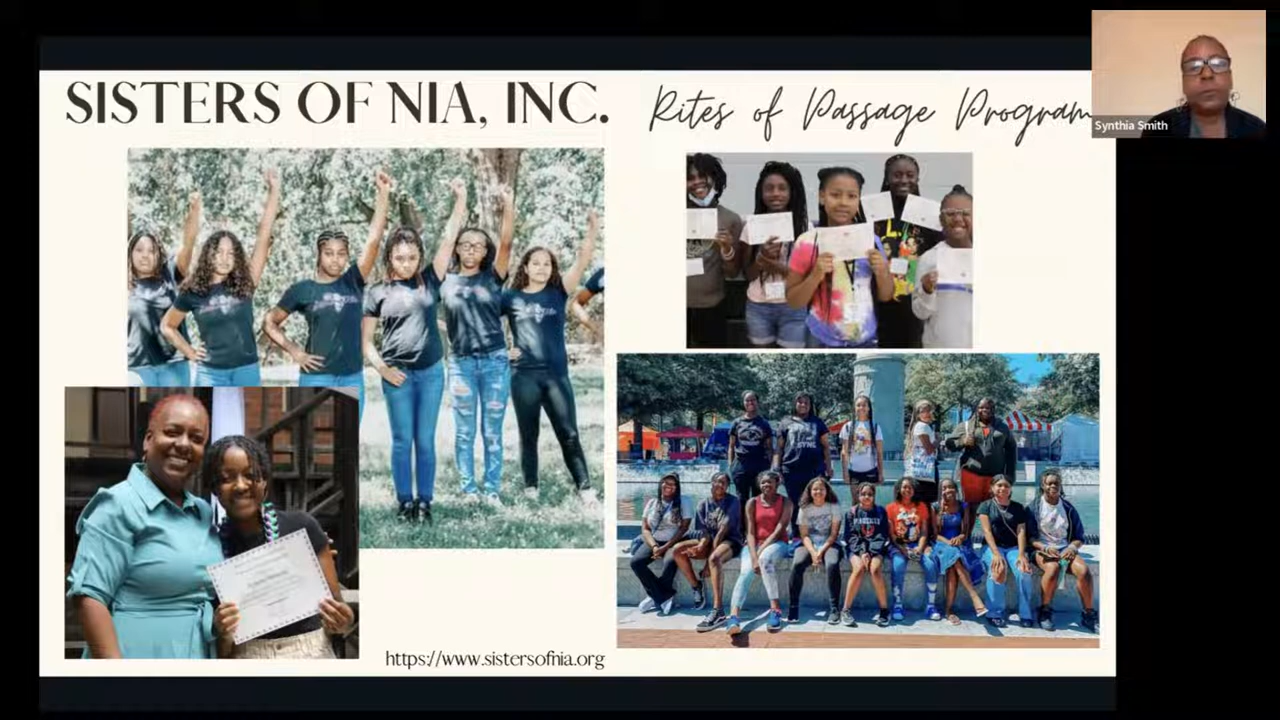 SISTERS OF NIA, INC.
Rites of Passage Program
Synthia Smith
https://www.sistersofnia.org